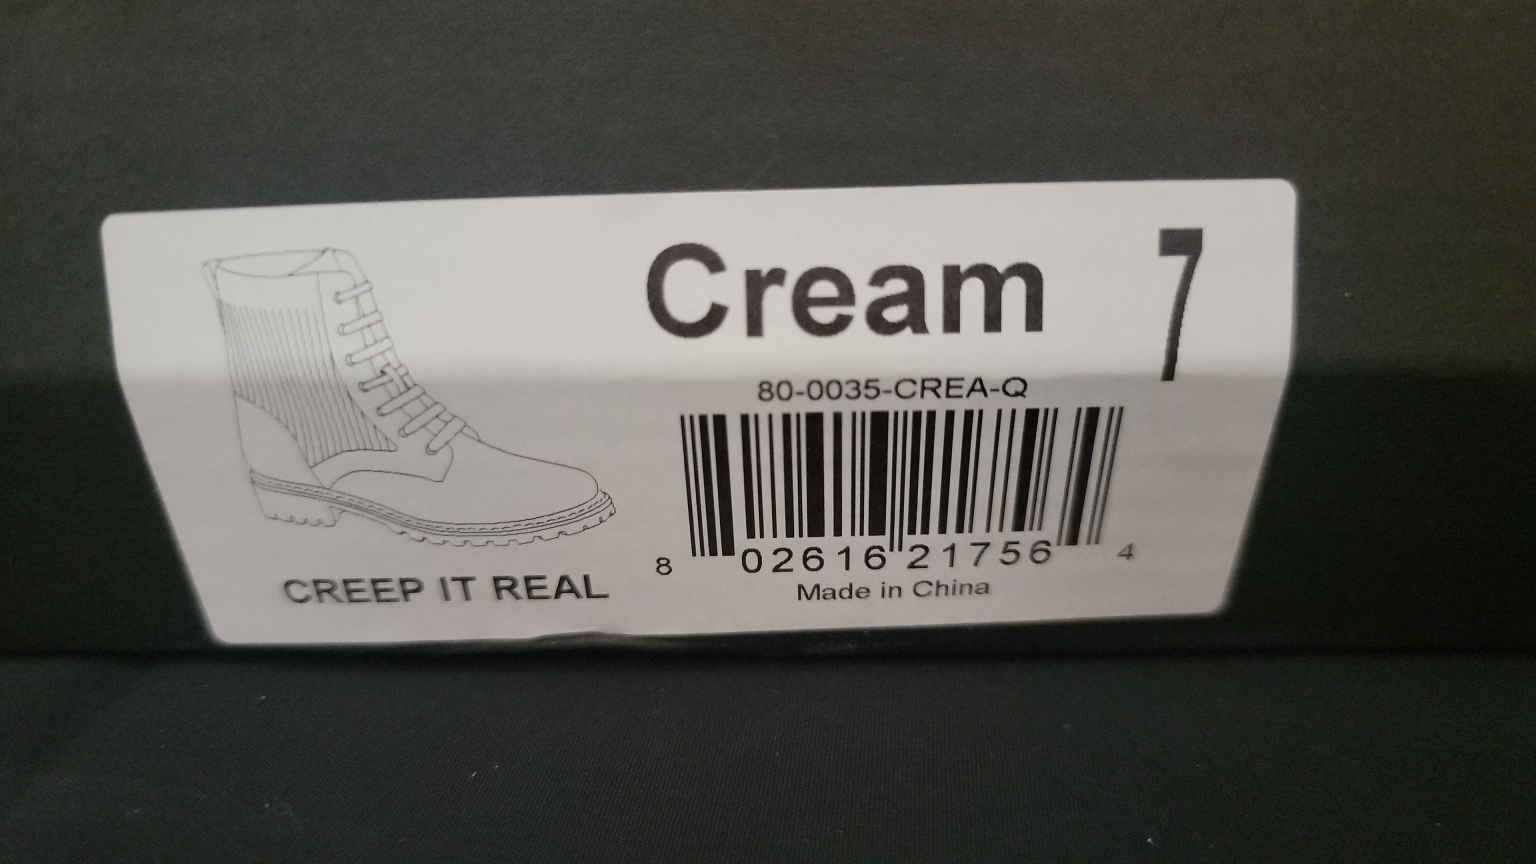 Cream 7
80-0035-CREA-Q
8 02616 21756 4
Made in China
CREEP IT REAL